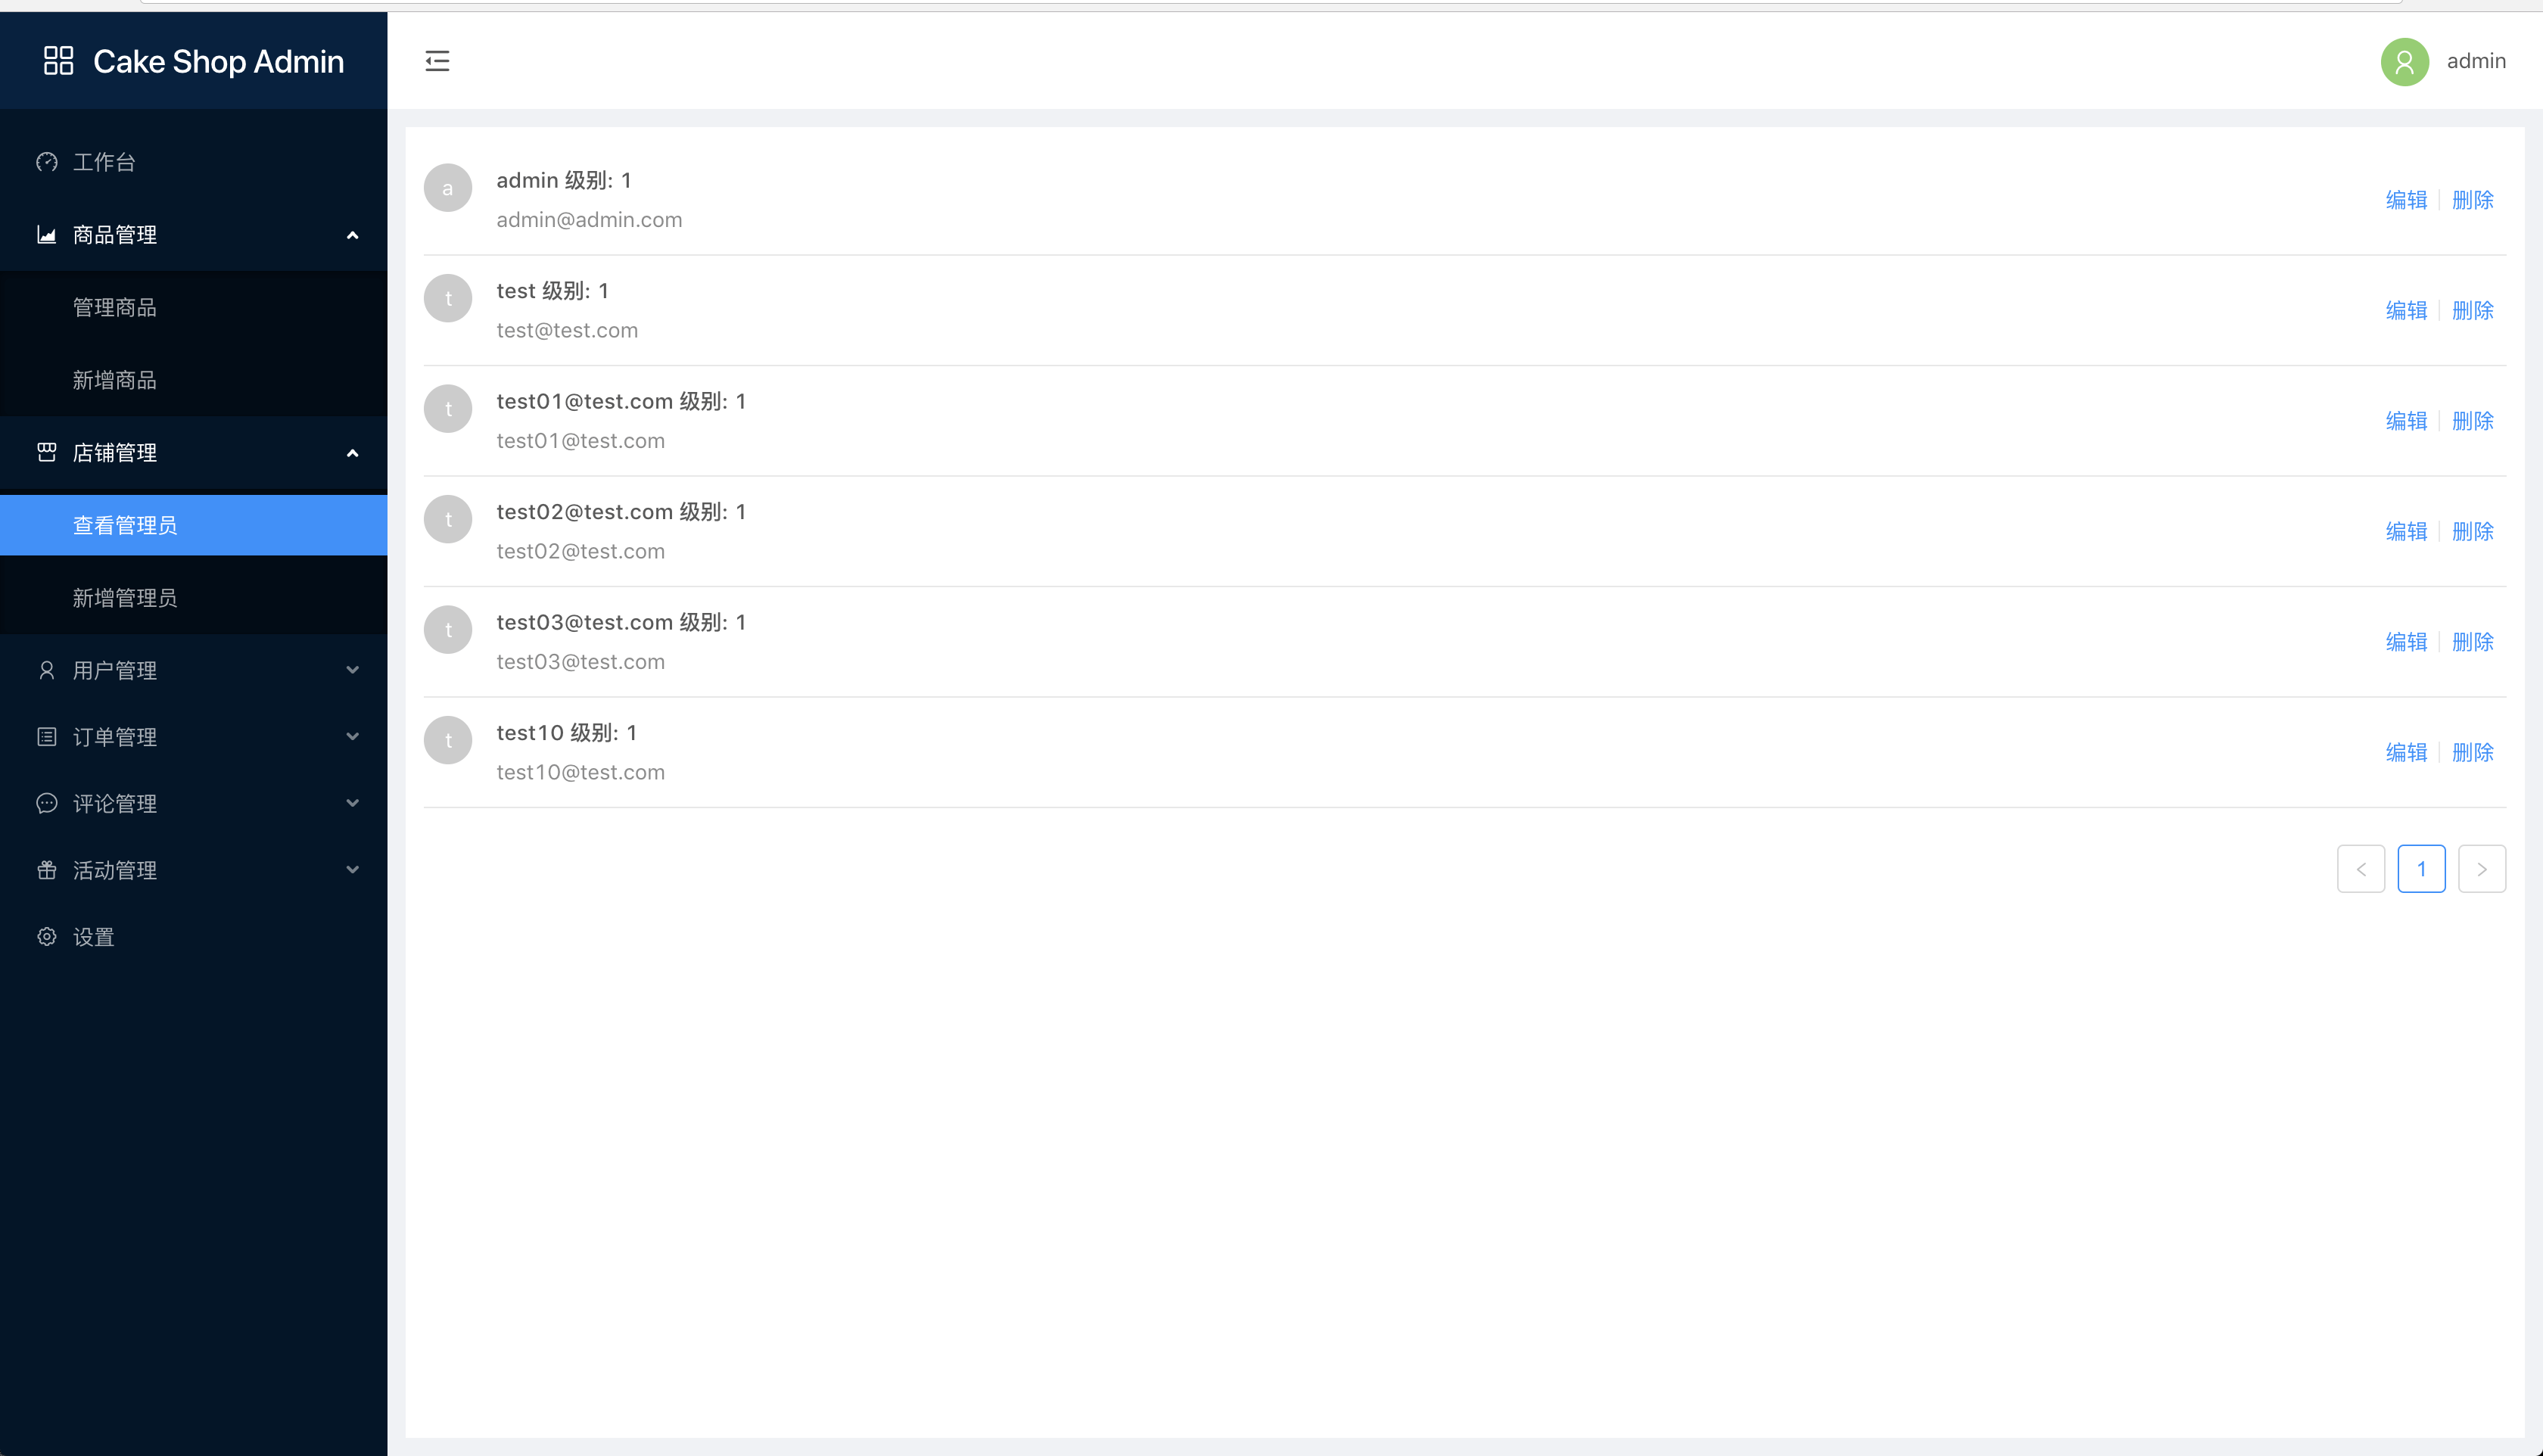 Cake Shop Admin
admin
工作台
商品管理
管理商品
新增商品
店铺管理
查看管理员
新增管理员
用户管理
订单管理
评论管理
活动管理
设置
a
admin 级别: 1
admin@admin.com
编辑 删除
t
test 级别: 1
test@test.com
编辑 删除
t
test01@test.com 级别: 1
test01@test.com
编辑 删除
t
test02@test.com 级别: 1
test02@test.com
编辑 删除
t
test03@test.com 级别: 1
test03@test.com
编辑 删除
t
test10 级别: 1
test10@test.com
编辑 删除
1